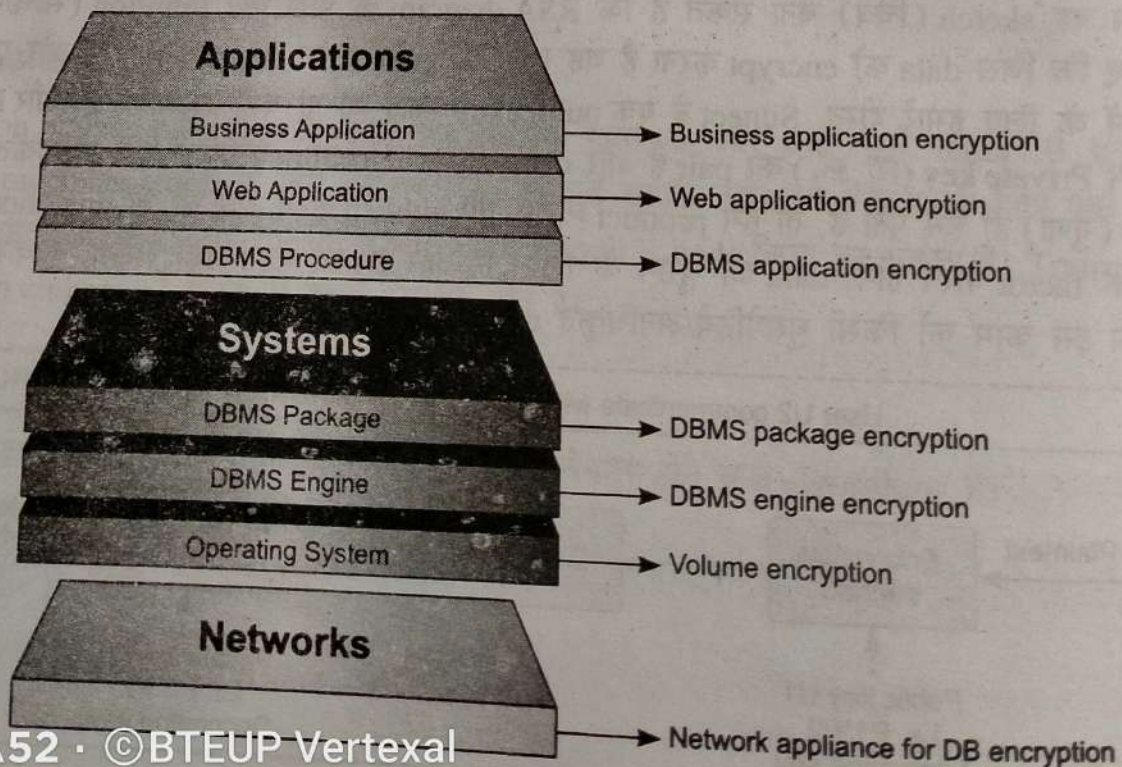 Applications
Business Application
Business application encryption
Web Application
Web application encryption
DBMS Procedure
DBMS application encryption
Systems
DBMS Package
DBMS package encryption
DBMS Engine
DBMS engine encryption
Operating System
Volume encryption
Networks
Network appliance for DB encryption
52 · ©BTEUP Vertexal